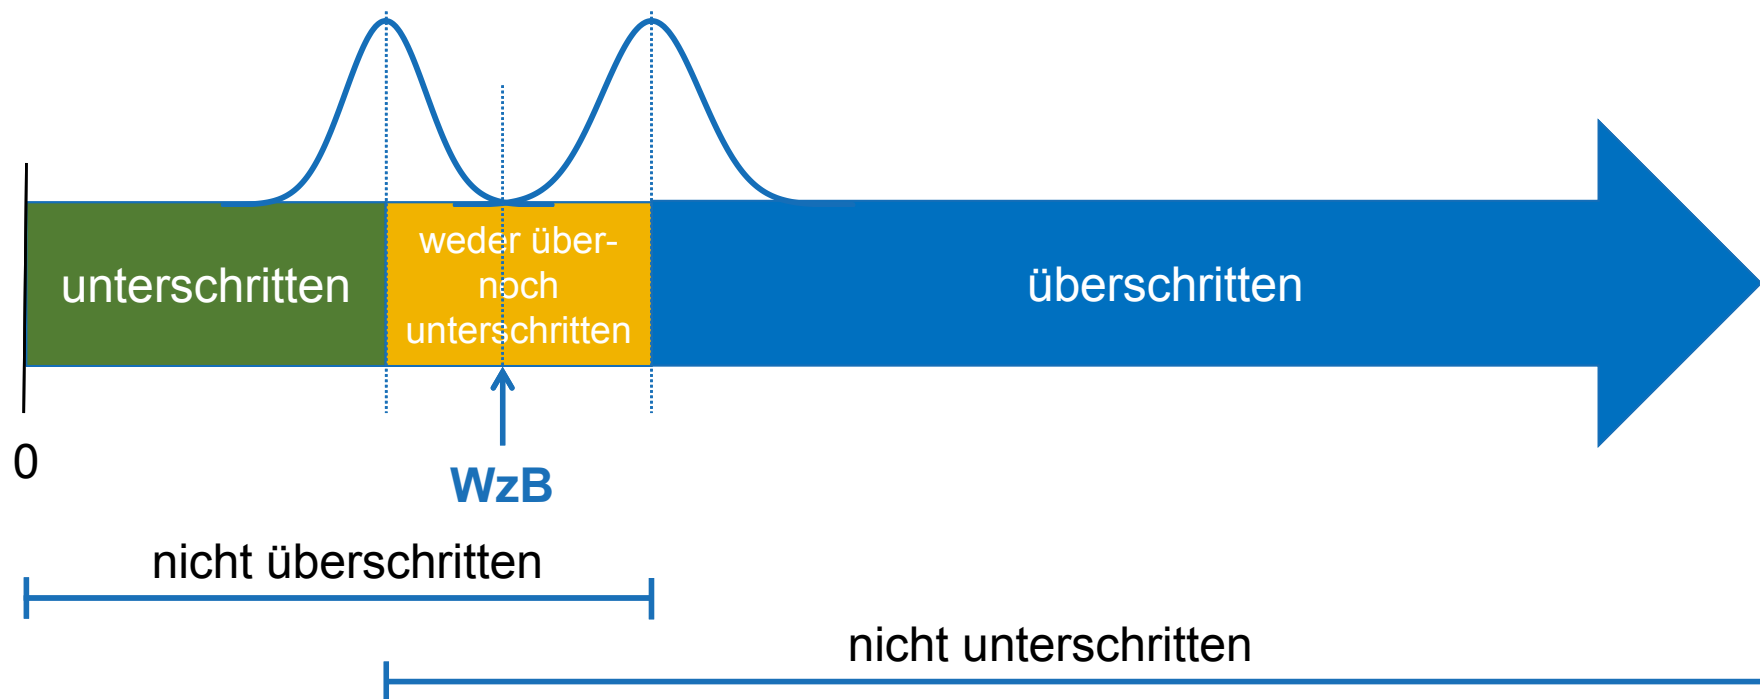 unterschritten
weder über-
noch
unterschritten
überschritten
0
WzB
nicht überschritten
nicht unterschritten